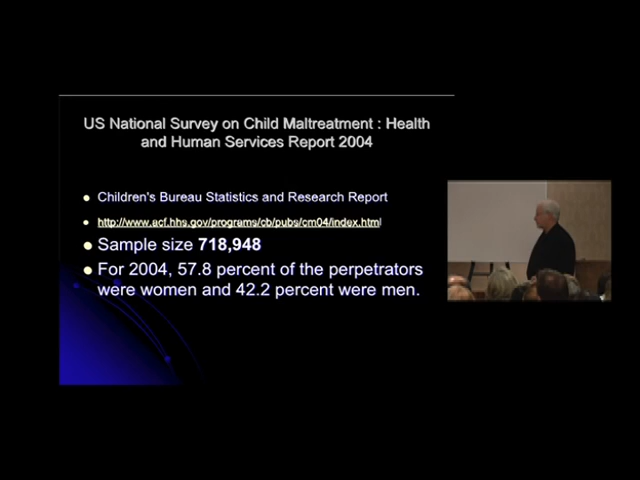 US National Survey on Child Maltreatment : Health
and Human Services Report 2004
Children's Bureau Statistics and Research Report
http://www.acf.hhs.gov/programs/cb/pubs/cm04/index.html
Sample size 718,948
For 2004, 57.8 percent of the perpetrators
were women and 42.2 percent were men.